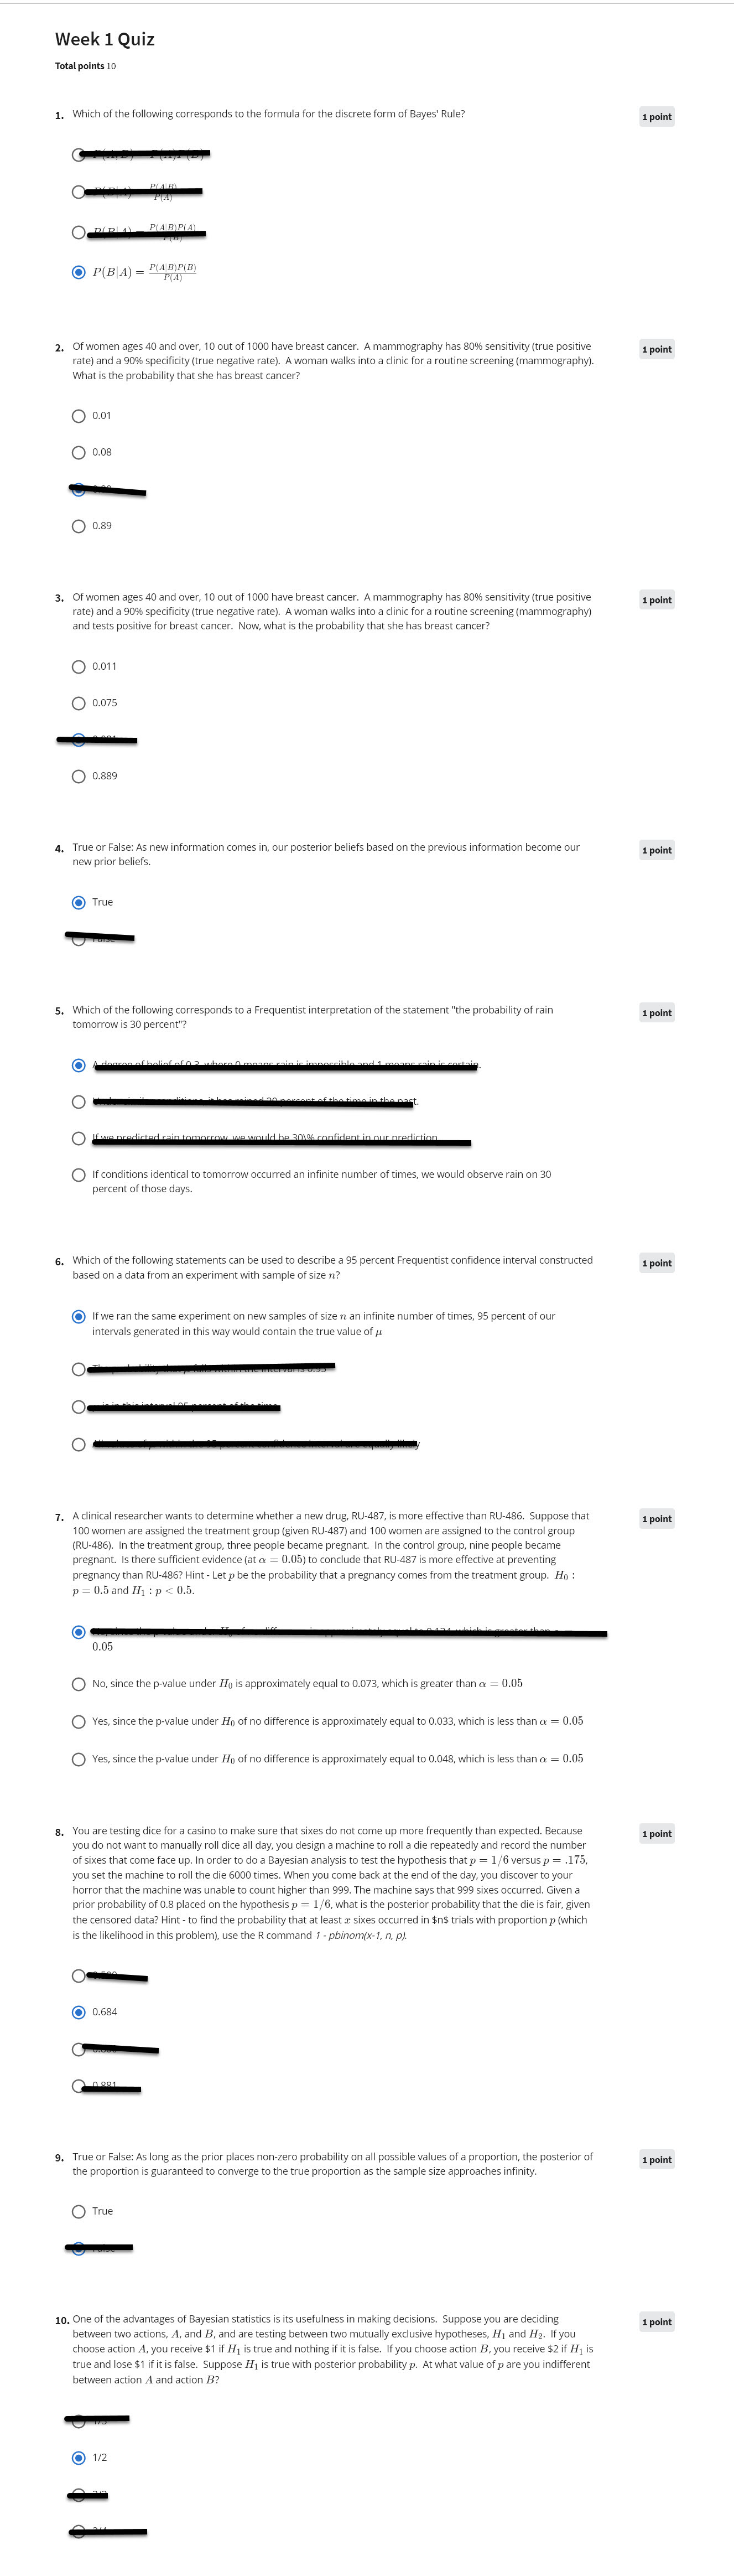 Week 1 Quiz
Total points 10
1. Which of the following corresponds to the formula for the discrete form of Bayes' Rule? 1 point
P(B|A) = P(A|B)P(B) / P(A)
2. Of women ages 40 and over, 10 out of 1000 have breast cancer. A mammography has 80% sensitivity (true positive 1 point
rate) and a 90% specificity (true negative rate). A woman walks into a clinic for a routine screening (mammography).
What is the probability that she has breast cancer?
0.01
0.08
0.89
3. Of women ages 40 and over, 10 out of 1000 have breast cancer. A mammography has 80% sensitivity (true positive 1 point
rate) and a 90% specificity (true negative rate). A woman walks into a clinic for a routine screening (mammography)
and tests positive for breast cancer. Now, what is the probability that she has breast cancer?
0.011
0.075
0.889
4. True or False: As new information comes in, our posterior beliefs based on the previous information become our 1 point
new prior beliefs.
True
5. Which of the following corresponds to a Frequentist interpretation of the statement "the probability of rain 1 point
tomorrow is 30 percent"?
If we predicted rain tomorrow, we would be 30\% confident in our prediction
If conditions identical to tomorrow occurred an infinite number of times, we would observe rain on 30
percent of those days.
6. Which of the following statements can be used to describe a 95 percent Frequentist confidence interval constructed 1 point
based on a data from an experiment with sample of size n?
If we ran the same experiment on new samples of size n an infinite number of times, 95 percent of our
intervals generated in this way would contain the true value of μ
7. A clinical researcher wants to determine whether a new drug, RU-487, is more effective than RU-486. Suppose that 1 point
100 women are assigned the treatment group (given RU-487) and 100 women are assigned to the control group
(RU-486). In the treatment group, three people became pregnant. In the control group, nine people became
pregnant. Is there sufficient evidence (at α = 0.05) to conclude that RU-487 is more effective at preventing
pregnancy than RU-486? Hint - Let p be the probability that a pregnancy comes from the treatment group. H₀ :
p = 0.5 and H₁ : p < 0.5.
0.05
No, since the p-value under H₀ is approximately equal to 0.073, which is greater than α = 0.05
Yes, since the p-value under H₀ of no difference is approximately equal to 0.033, which is less than α = 0.05
Yes, since the p-value under H₀ of no difference is approximately equal to 0.048, which is less than α = 0.05
8. You are testing dice for a casino to make sure that sixes do not come up more frequently than expected. Because 1 point
you do not want to manually roll dice all day, you design a machine to roll a die repeatedly and record the number
of sixes that come face up. In order to do a Bayesian analysis to test the hypothesis that p = 1/6 versus p = .175,
you set the machine to roll the die 6000 times. When you come back at the end of the day, you discover to your
horror that the machine was unable to count higher than 999. The machine says that 999 sixes occurred. Given a
prior probability of 0.8 placed on the hypothesis p = 1/6, what is the posterior probability that the die is fair, given
the censored data? Hint - to find the probability that at least x sixes occurred in $n$ trials with proportion p (which
is the likelihood in this problem), use the R command 1 - pbinom(x-1, n, p).
0.684
0.881
9. True or False: As long as the prior places non-zero probability on all possible values of a proportion, the posterior of 1 point
the proportion is guaranteed to converge to the true proportion as the sample size approaches infinity.
True
10. One of the advantages of Bayesian statistics is its usefulness in making decisions. Suppose you are deciding 1 point
between two actions, A, and B, and are testing between two mutually exclusive hypotheses, H₁ and H₂. If you
choose action A, you receive $1 if H₁ is true and nothing if it is false. If you choose action B, you receive $2 if H₁ is
true and lose $1 if it is false. Suppose H₁ is true with posterior probability p. At what value of p are you indifferent
between action A and action B?
1/2